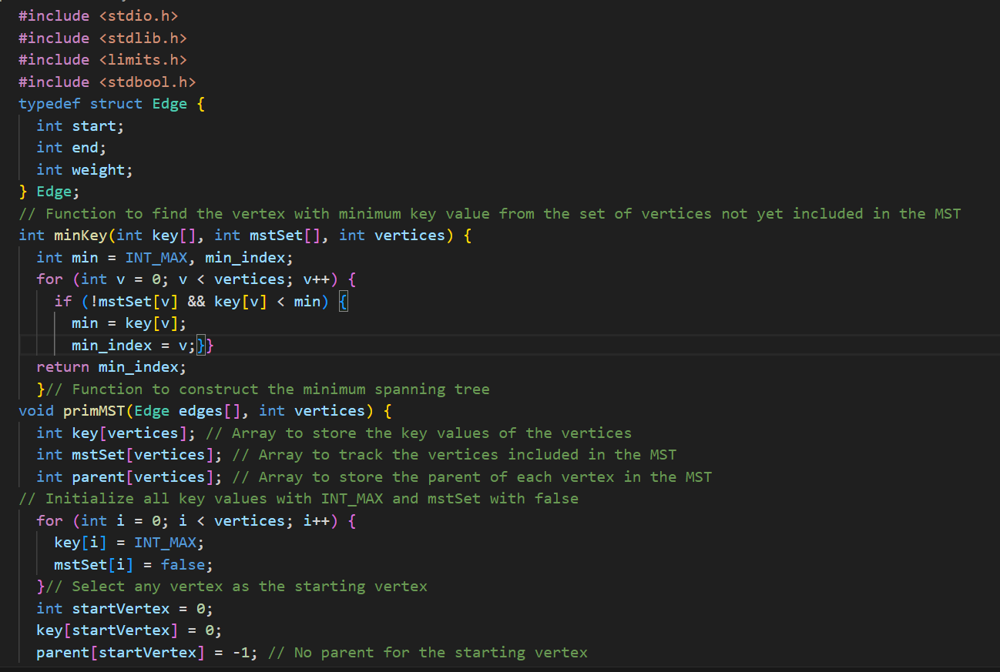 #include <stdio.h>
#include <stdlib.h>
#include <limits.h>
#include <stdbool.h>
typedef struct Edge {
  int start;
  int end;
  int weight;
} Edge;
// Function to find the vertex with minimum key value from the set of vertices not yet included in the MST
int minKey(int key[], int mstSet[], int vertices) {
  int min = INT_MAX, min_index;
  for (int v = 0; v < vertices; v++) {
    if (!mstSet[v] && key[v] < min) {
      min = key[v];
      min_index = v;}}
  return min_index;
  }// Function to construct the minimum spanning tree
void primMST(Edge edges[], int vertices) {
  int key[vertices]; // Array to store the key values of the vertices
  int mstSet[vertices]; // Array to track the vertices included in the MST
  int parent[vertices]; // Array to store the parent of each vertex in the MST
// Initialize all key values with INT_MAX and mstSet with false
  for (int i = 0; i < vertices; i++) {
    key[i] = INT_MAX;
    mstSet[i] = false;
  }// Select any vertex as the starting vertex
  int startVertex = 0;
  key[startVertex] = 0;
  parent[startVertex] = -1; // No parent for the starting vertex